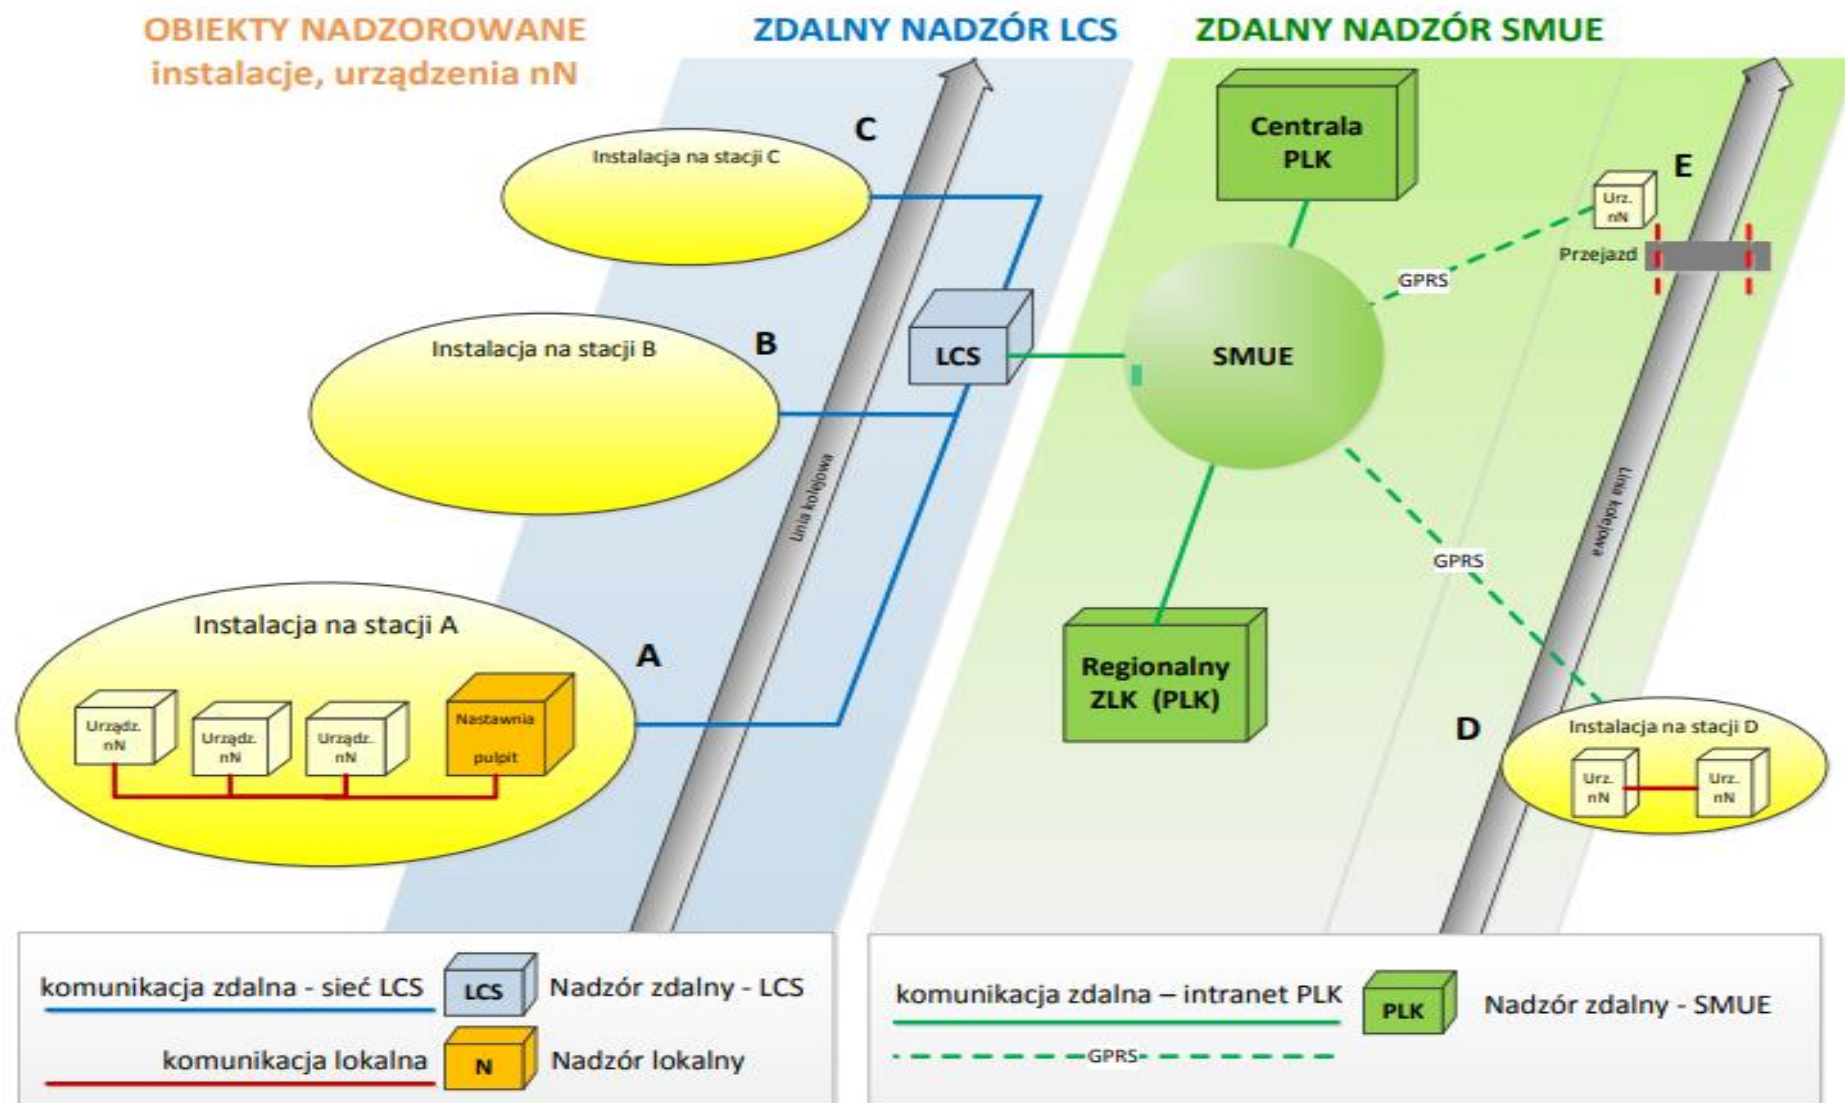 OBIEKTY NADZOROWANE
instalacje, urządzenia nN
ZDALNY NADZÓR LCS
ZDALNY NADZÓR SMUE
C
Instalacja na stacji C
Centrala
PLK
E
Urz.
nN
Przejazd
GPRS
B
Instalacja na stacji B
LCS
SMUE
Linia kolejowa
Linia kolejowa
GPRS
Instalacja na stacji A
A
Urządz.
nN
Urządz.
nN
Urządz.
nN
Nastawnia
pulpit
Regionalny
ZLK (PLK)
D
Instalacja na stacji D
Urz.
nN
Urz.
nN
komunikacja zdalna - sieć LCS
LCS
Nadzór zdalny - LCS
komunikacja lokalna
N
Nadzór lokalny
komunikacja zdalna – intranet PLK
PLK
Nadzór zdalny - SMUE
GPRS